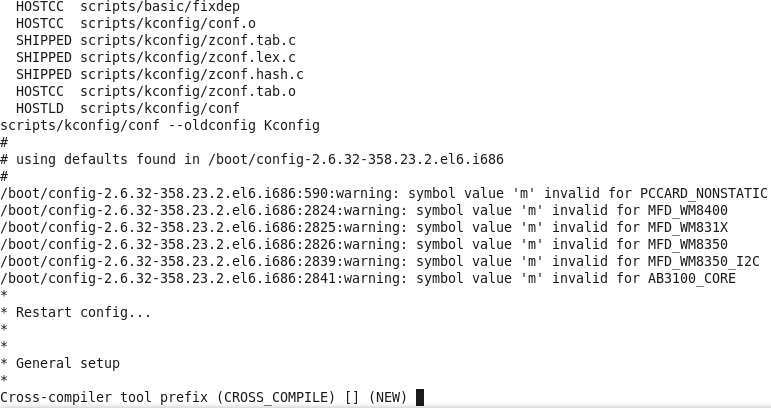 HOSTCC  scripts/basic/fixdep
  HOSTCC  scripts/kconfig/conf.o
  SHIPPED scripts/kconfig/zconf.tab.c
  SHIPPED scripts/kconfig/zconf.lex.c
  SHIPPED scripts/kconfig/zconf.hash.c
  HOSTCC  scripts/kconfig/zconf.tab.o
  HOSTLD  scripts/kconfig/conf
scripts/kconfig/conf --oldconfig Kconfig
#
# using defaults found in /boot/config-2.6.32-358.23.2.el6.i686
#
/boot/config-2.6.32-358.23.2.el6.i686:590:warning: symbol value 'm' invalid for PCCARD_NONSTATIC
/boot/config-2.6.32-358.23.2.el6.i686:2824:warning: symbol value 'm' invalid for MFD_WM8400
/boot/config-2.6.32-358.23.2.el6.i686:2825:warning: symbol value 'm' invalid for MFD_WM831X
/boot/config-2.6.32-358.23.2.el6.i686:2826:warning: symbol value 'm' invalid for MFD_WM8350
/boot/config-2.6.32-358.23.2.el6.i686:2839:warning: symbol value 'm' invalid for MFD_WM8350_I2C
/boot/config-2.6.32-358.23.2.el6.i686:2841:warning: symbol value 'm' invalid for AB3100_CORE
*
* Restart config...
*
*
* General setup
*
Cross-compiler tool prefix (CROSS_COMPILE) [] (NEW)